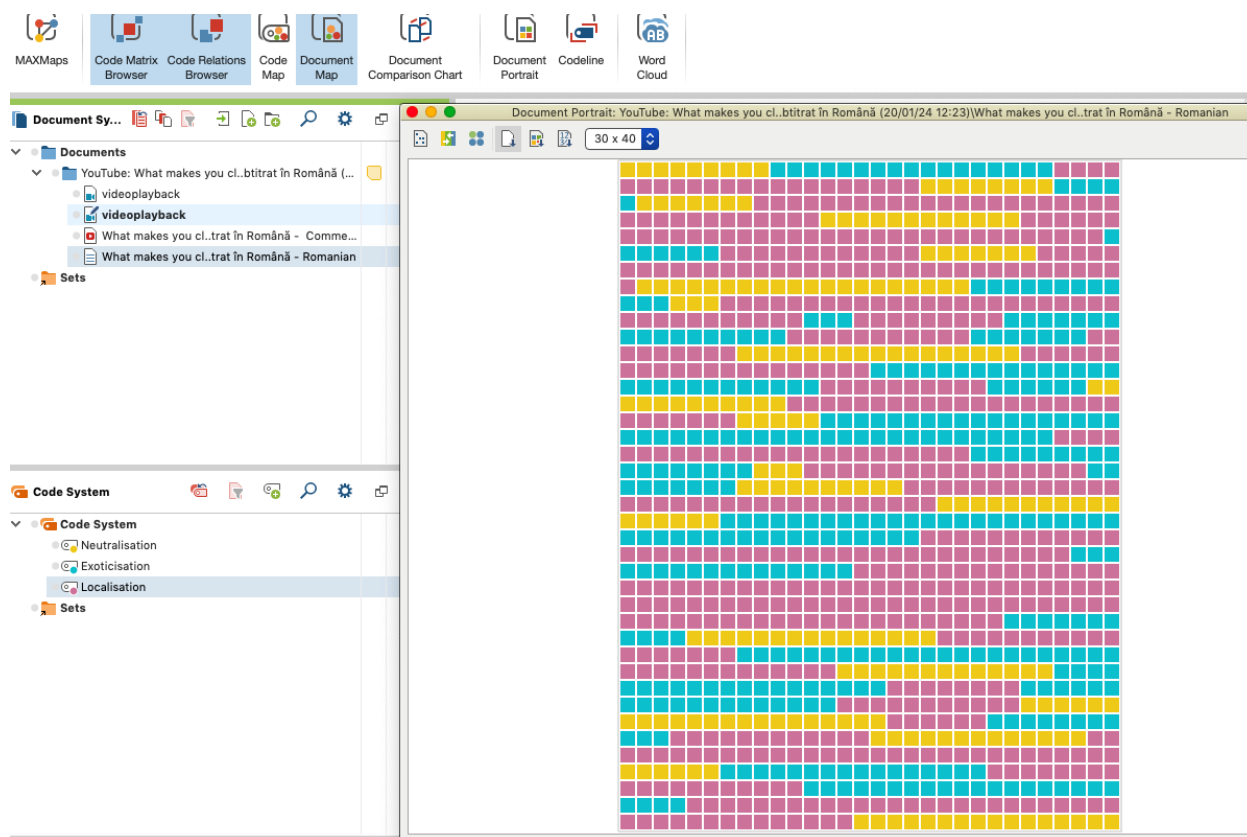 MAXMaps
Code Matrix Browser
Code Relations Browser
Code Map
Document Map
Document Comparison Chart
Document Portrait
Codeline
AB
Word Cloud
Document Sy...
Documents
YouTube: What makes you cl..btitrat în Română (...
videoplayback
videoplayback
What makes you cl..trat în Română - Comme...
What makes you cl..trat în Română - Romanian
Sets
Code System
Code System
Neutralisation
Exoticisation
Localisation
Sets
Document Portrait: YouTube: What makes you cl..btitrat în Română (20/01/24 12:23)\What makes you cl..trat în Română - Romanian
30 x 40